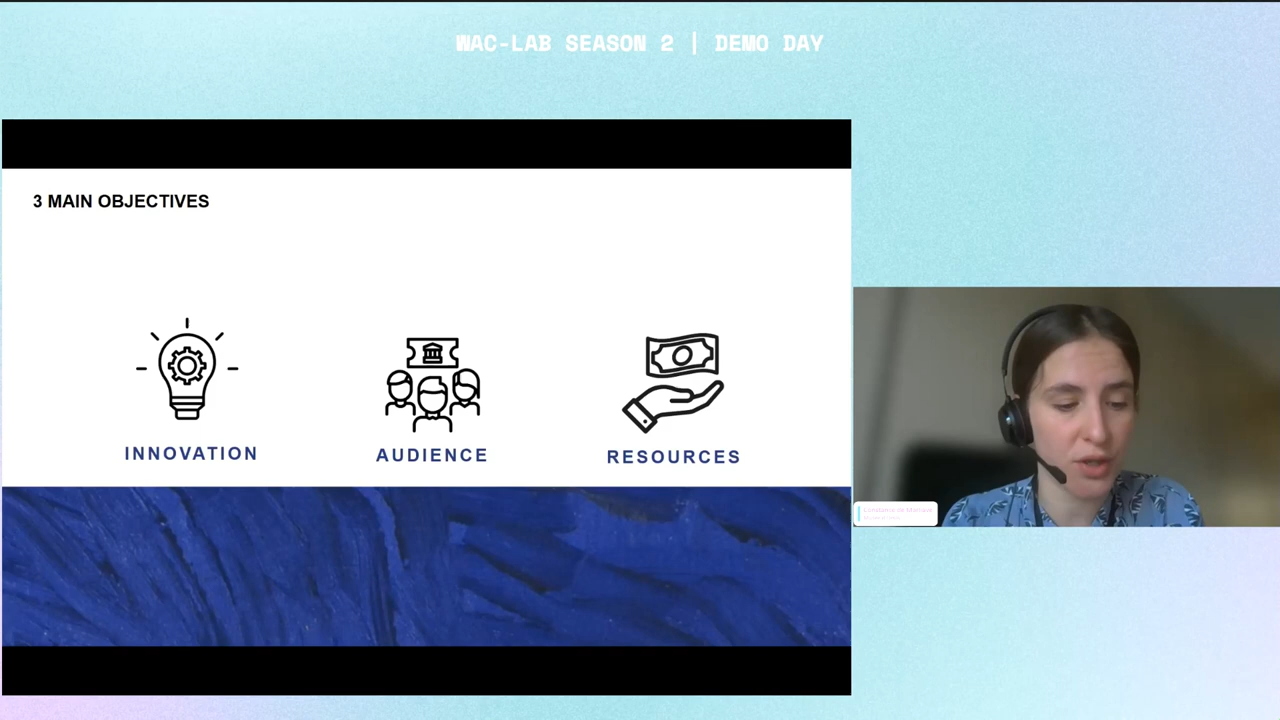 WAC-LAB SEASON 2 | DEMO DAY
3 MAIN OBJECTIVES
INNOVATION
AUDIENCE
RESOURCES